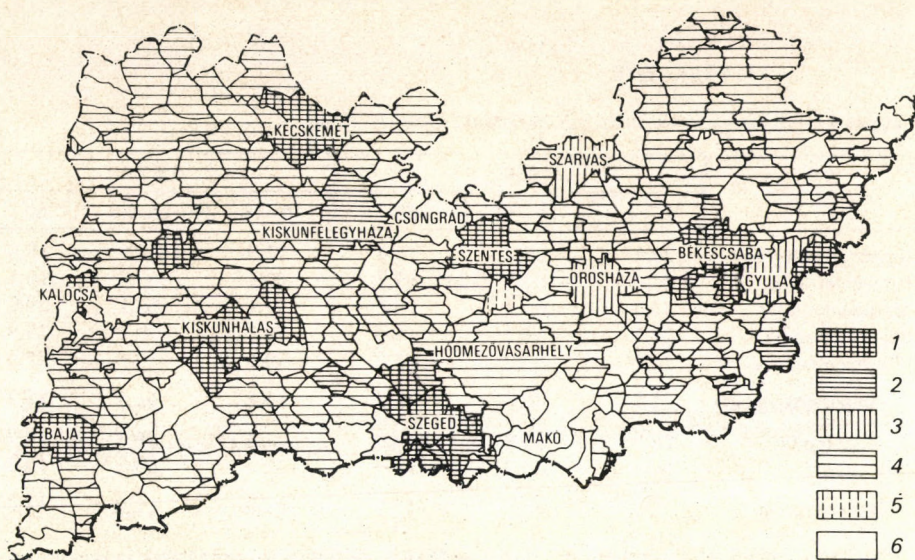 KECSKEMÉT
SZARVAS
CSONGRÁD
KISKUNFÉLEGYHÁZA
SZENTES
BÉKÉSCSABA
OROSHÁZA
GYULA
KALOCSA
KISKUNHALAS
HÓDMEZŐVÁSÁRHELY
SZEGED
BAJA
MAKÓ
1
2
3
4
5
6